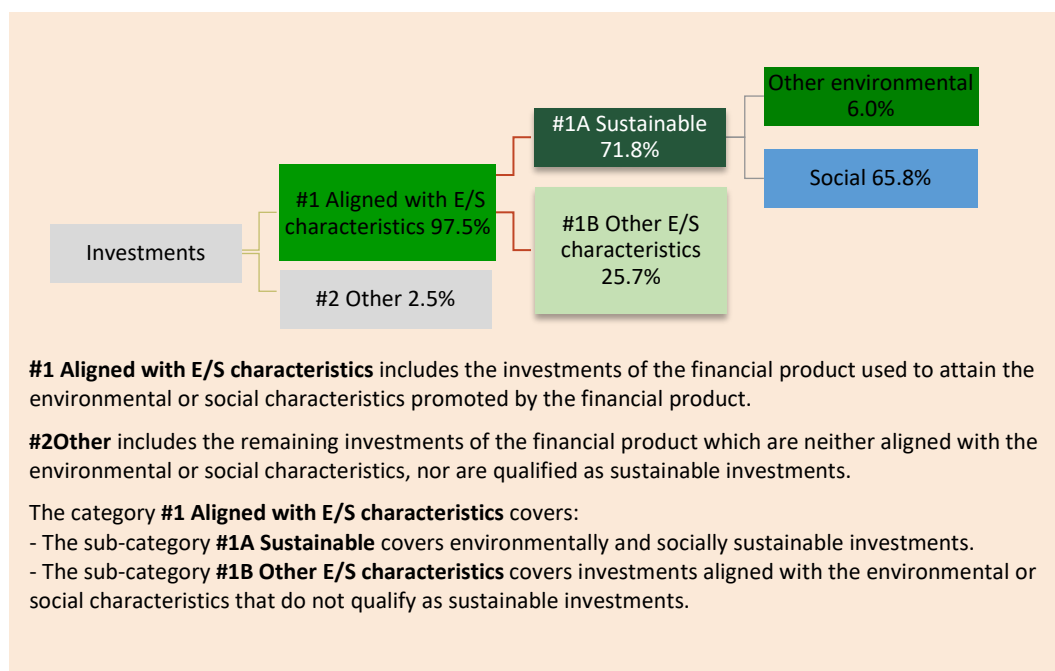 Other environmental
6.0%
#1A Sustainable
71.8%
Social 65.8%
#1 Aligned with E/S
characteristics 97.5%
#1B Other E/S
characteristics
25.7%
Investments
#2 Other 2.5%
#1 Aligned with E/S characteristics includes the investments of the financial product used to attain the
environmental or social characteristics promoted by the financial product.
#2Other includes the remaining investments of the financial product which are neither aligned with the
environmental or social characteristics, nor are qualified as sustainable investments.
The category #1 Aligned with E/S characteristics covers:
- The sub-category #1A Sustainable covers environmentally and socially sustainable investments.
- The sub-category #1B Other E/S characteristics covers investments aligned with the environmental or
social characteristics that do not qualify as sustainable investments.